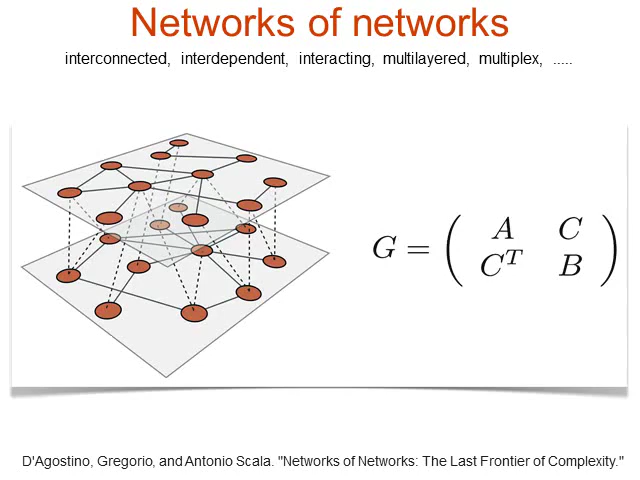 Networks of networks
interconnected, interdependent, interacting, multilayered, multiplex, .....
G = ( A C
C^T B )
D'Agostino, Gregorio, and Antonio Scala. "Networks of Networks: The Last Frontier of Complexity."